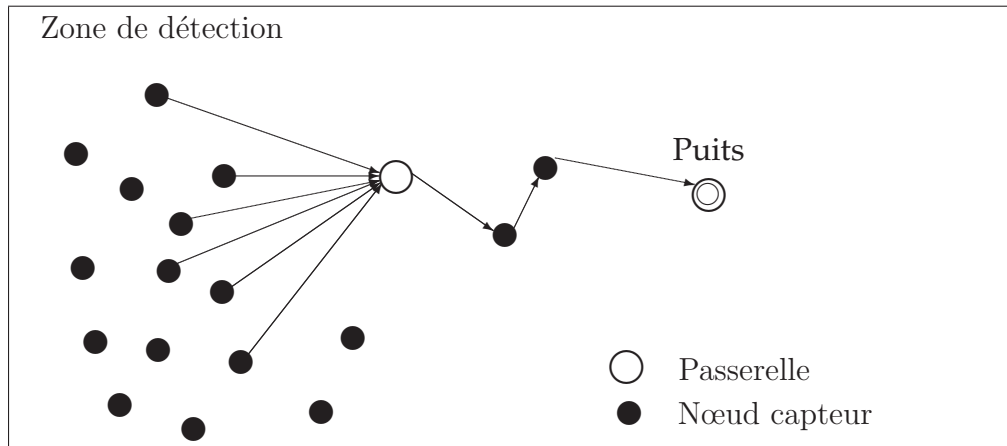 Zone de détection
Puits
Passerelle
Nœud capteur